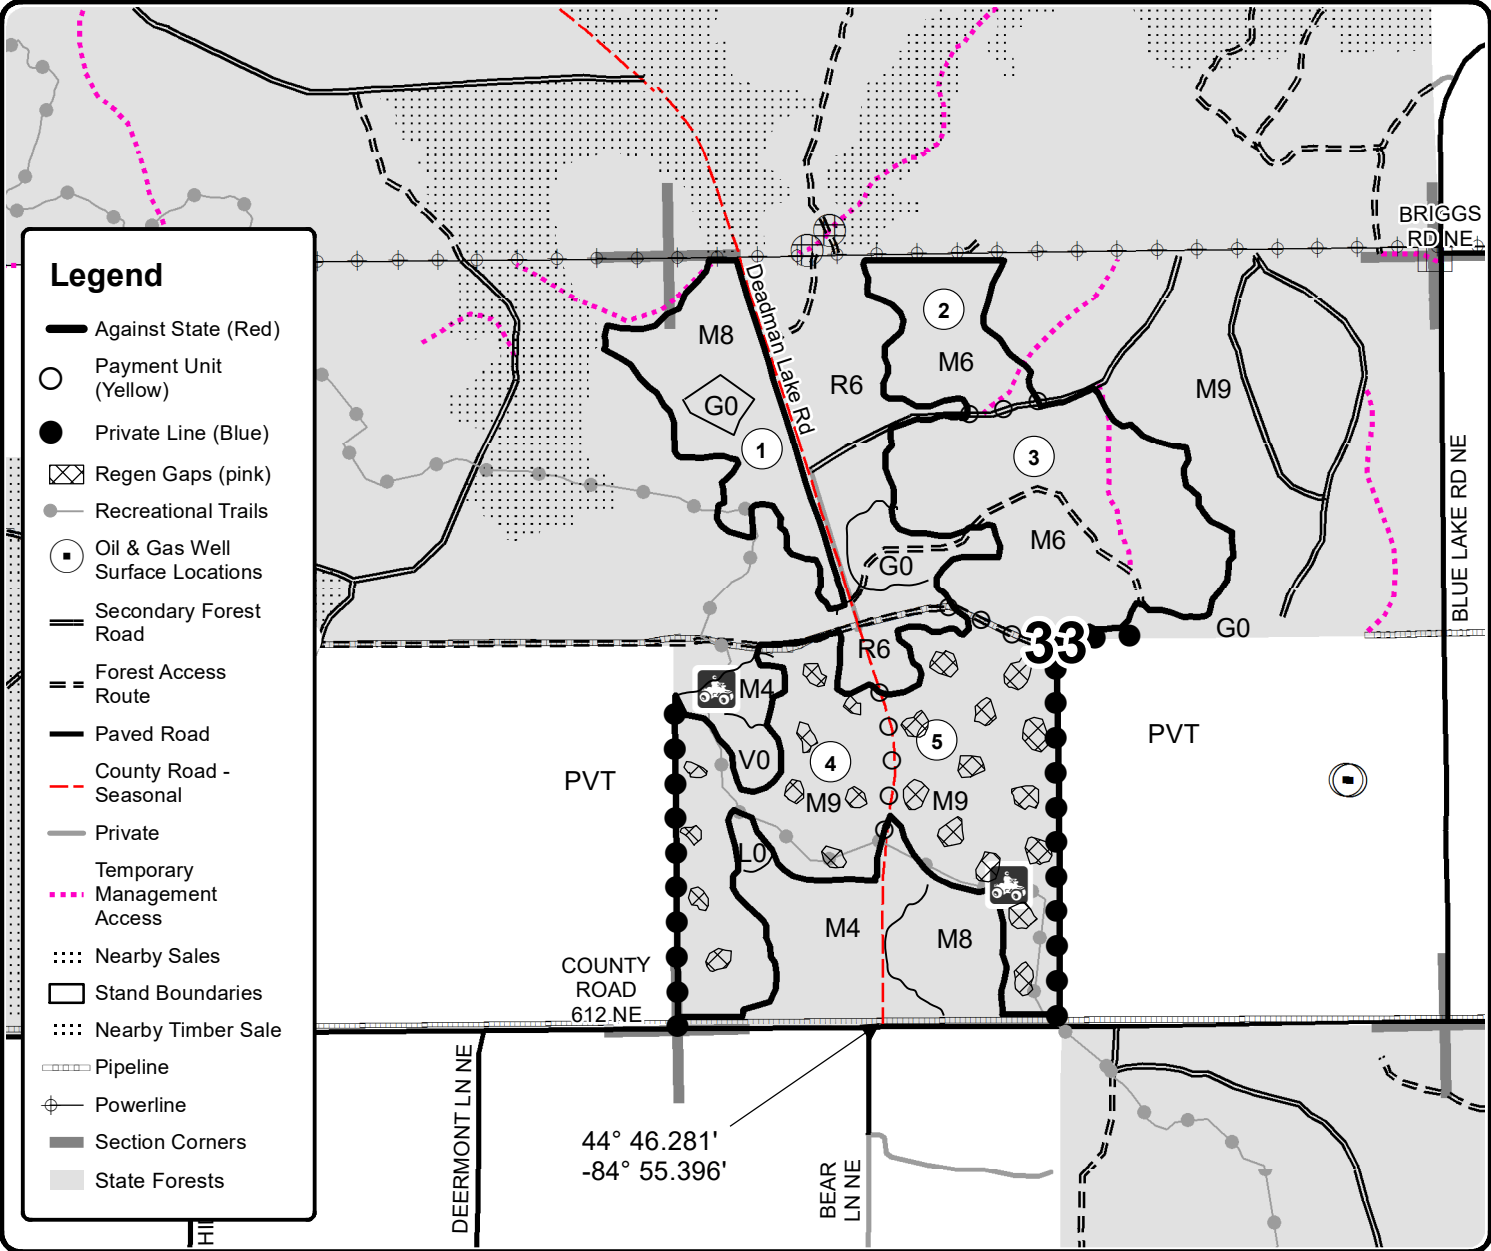 BRIGGS
RD NE
Legend
Against State (Red)
Payment Unit
(Yellow)
Private Line (Blue)
Regen Gaps (pink)
Recreational Trails
Oil & Gas Well
Surface Locations
Secondary Forest
Road
Forest Access
Route
Paved Road
County Road -
Seasonal
Private
Temporary
Management
Access
Nearby Sales
Stand Boundaries
Nearby Timber Sale
Pipeline
Powerline
Section Corners
State Forests
Deadman Lake Rd
M8
G0
1
R6
2
M6
M9
3
M6
G0
G0
BLUE LAKE RD NE
33
R6
M4
V0
4
M9
5
M9
PVT
PVT
L0
M4
M8
COUNTY
ROAD
612 NE
DEERMONT LN NE
44° 46.281'
-84° 55.396'
BEAR
LN NE